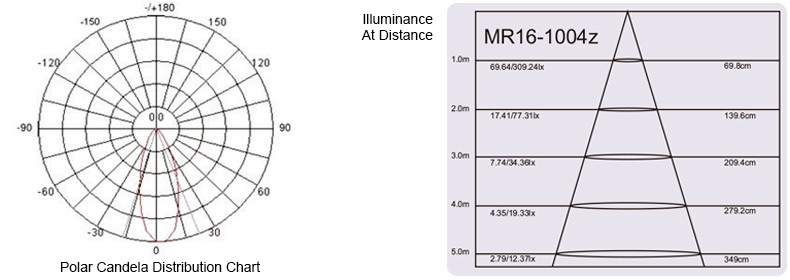 -/+180
-150
150
-120
120
0 0
-90
90
-60
60
-30
30
0
Polar Candela Distribution Chart
Illuminance
At Distance
MR16-1004z
1.0m
69.64/309.24lx
69.8cm
2.0m
17.41/77.31lx
139.6cm
3.0m
7.74/34.36lx
209.4cm
4.0m
4.35/19.33lx
279.2cm
5.0m
2.79/12.37lx
349cm